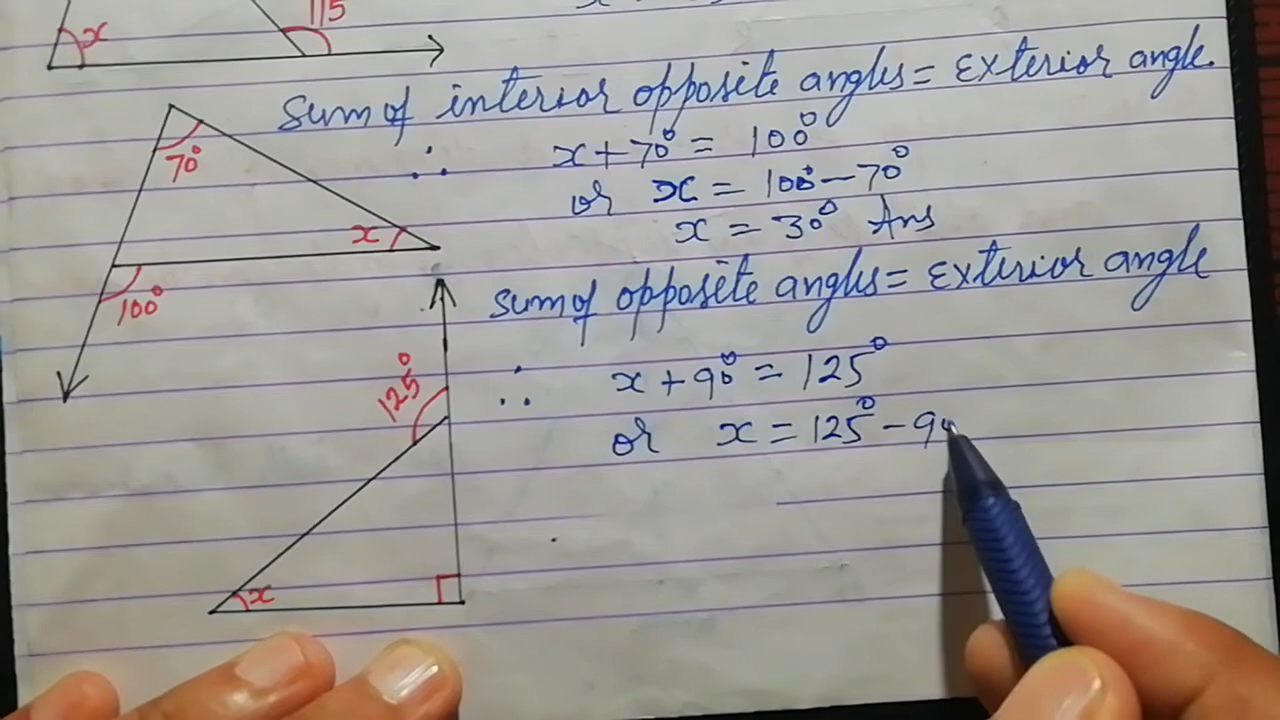 x
115
Sum of interior opposite angles = Exterior angle.
70°
∴ x + 70° = 100°
or x = 100° - 70°
x
x = 30° Ans
100°
Sum of opposite angles = Exterior angle
125°
∴ x + 90° = 125°
or x = 125° - 9
x